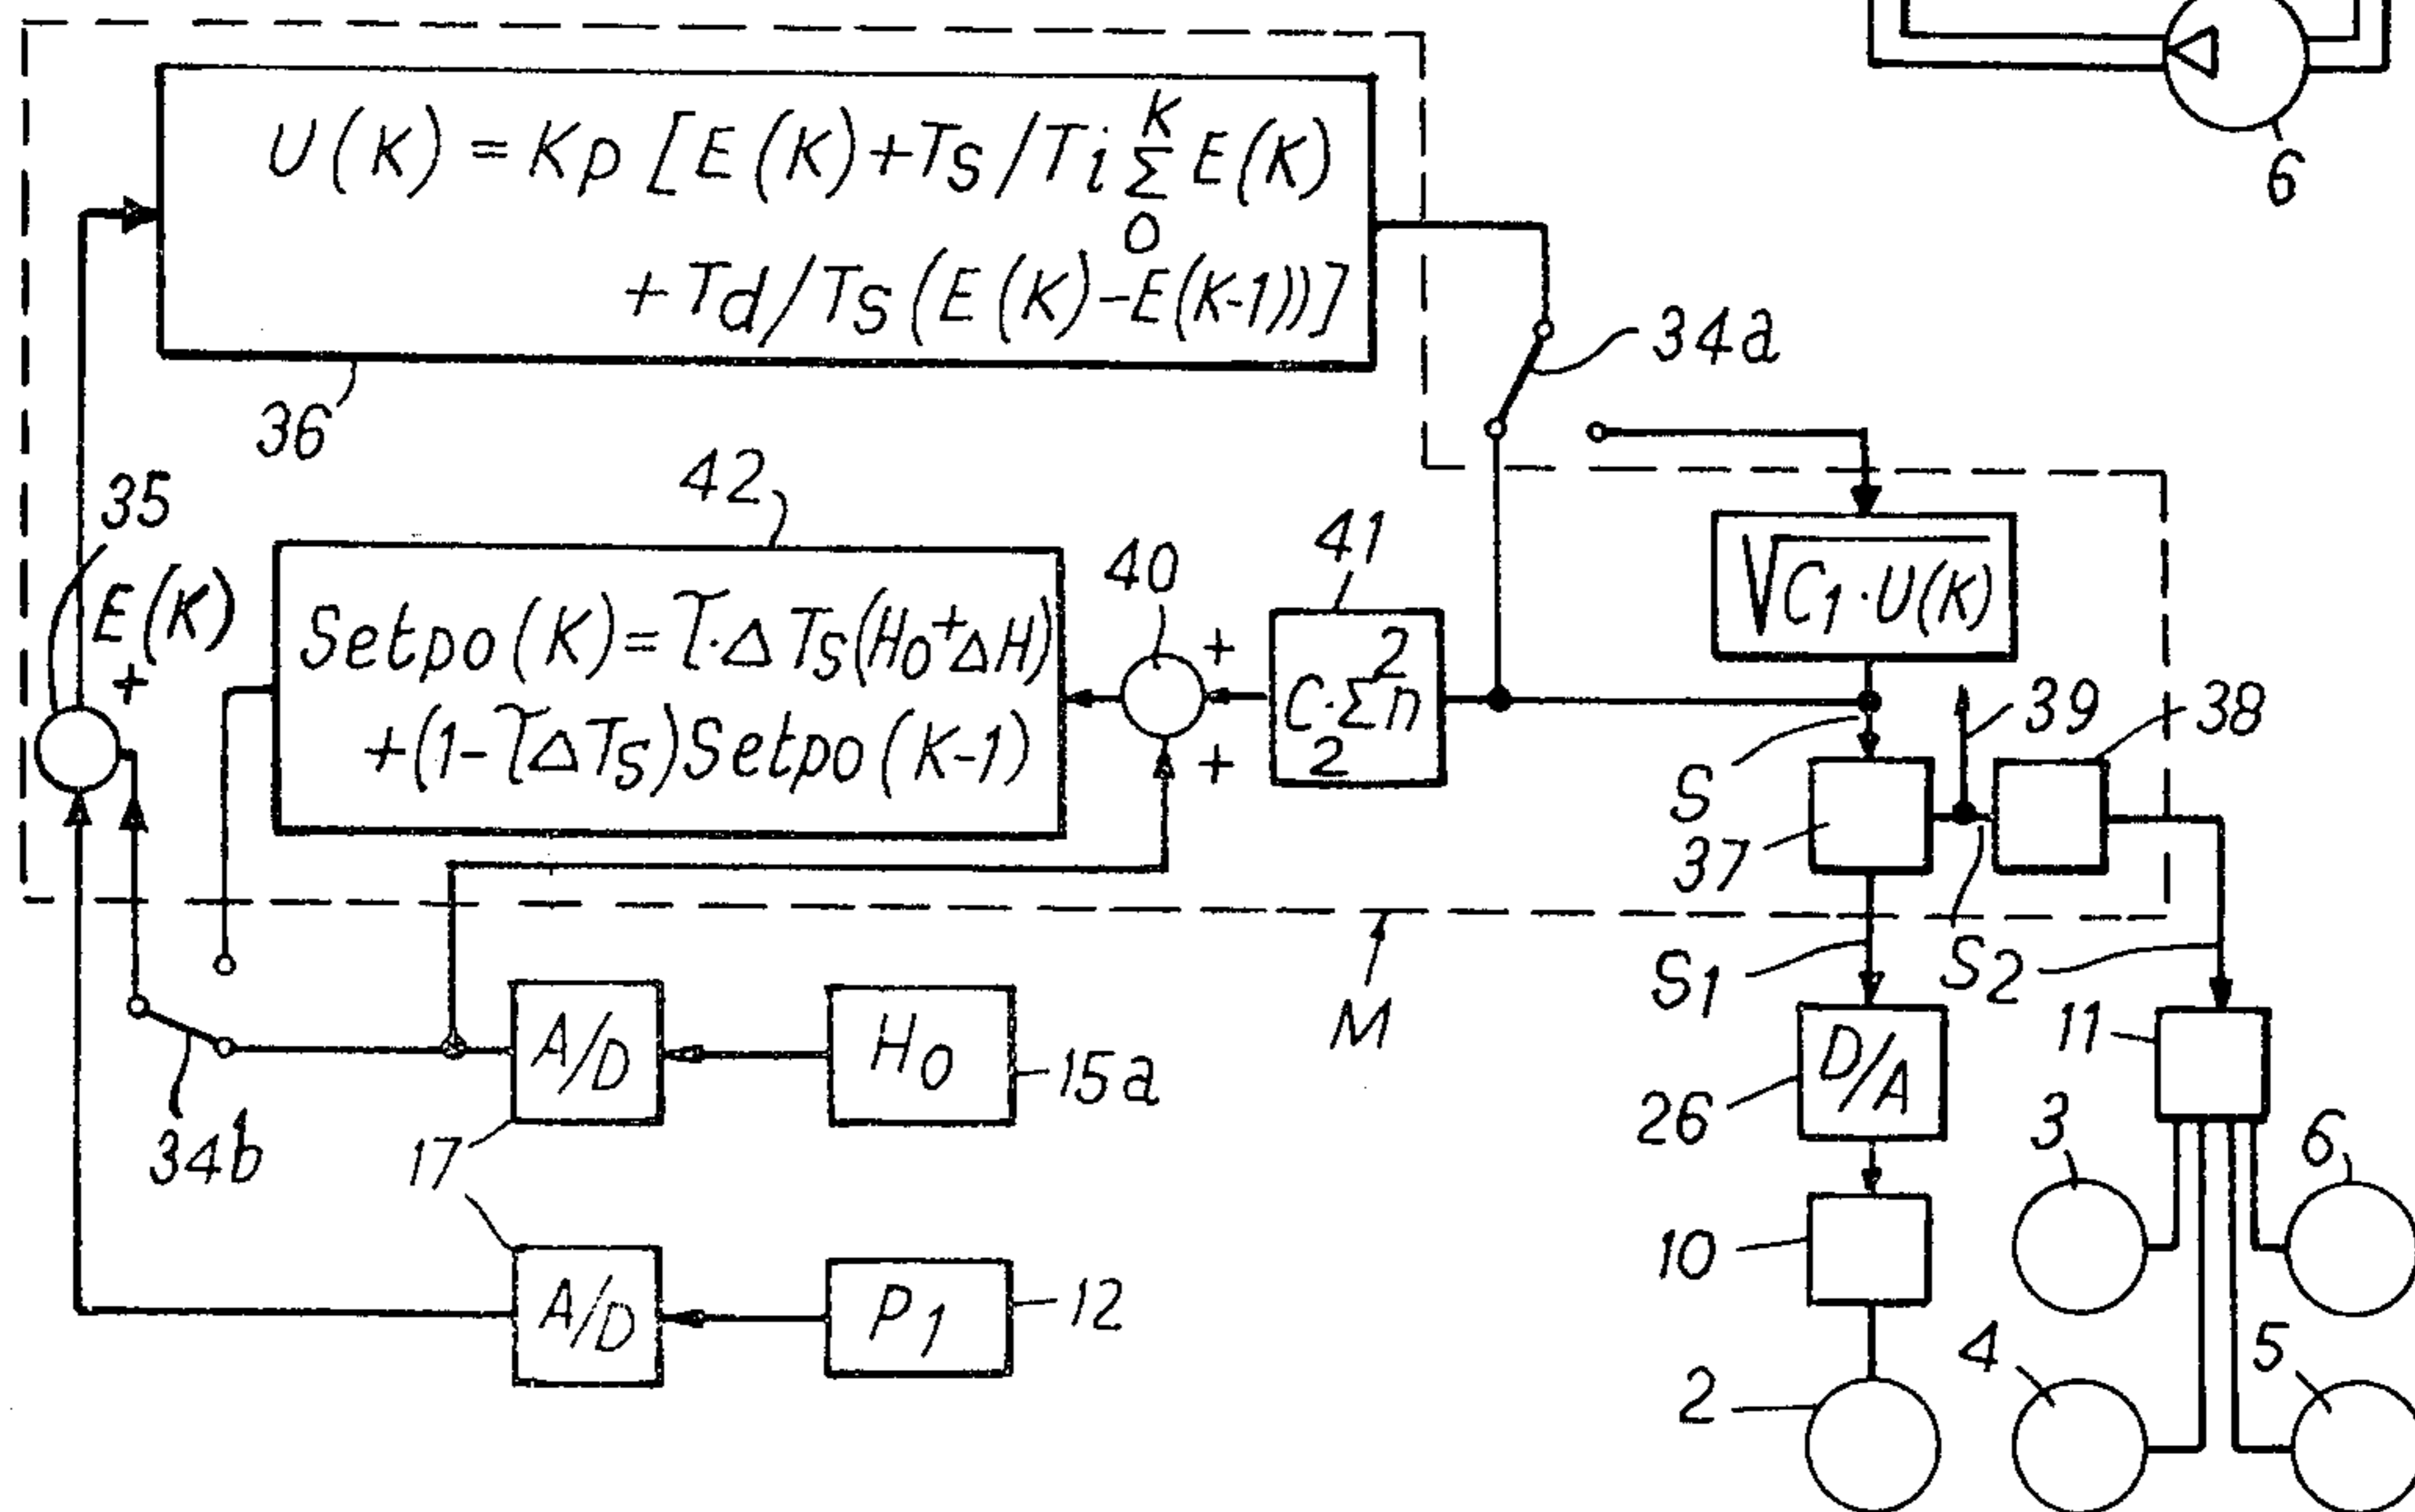 6
U(K) = Kp [E(K)+Ts/Ti K Σ 0 E(K)
+Td/Ts(E(K)-E(K-1))]
34a
36
42
35
41
40
E(K)
+
Setpo(K)=τ·ΔTs(Ho+ΔH)
+(1-τΔTs)Setpo(K-1)
+
+
C·Σn
2
2
√C1·U(K)
39
38
S
37
S1
S2
M
A/D
Ho
15a
34b
17
D/A
26
11
3
6
A/D
P1
12
10
4
5
2